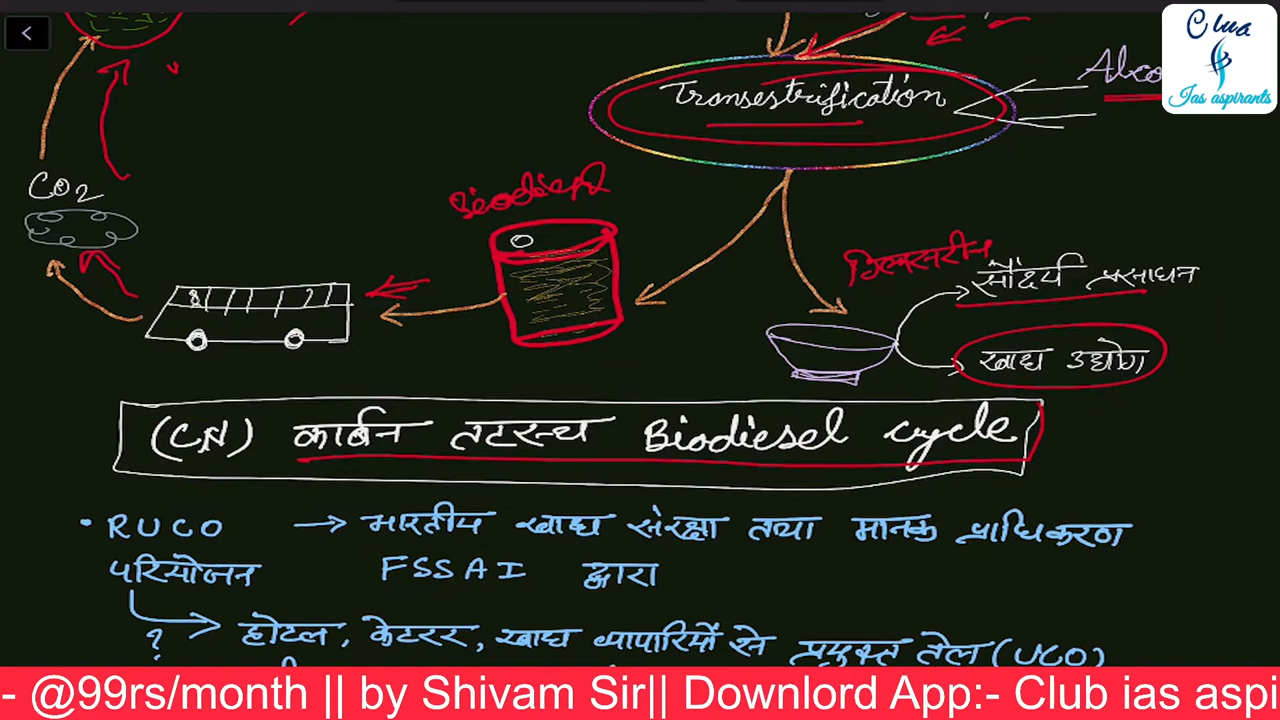 Clua
Ias aspirants
Alco
Transestrification
CO2
Biodiesel
ग्लिसरीन
सौंदर्य प्रसाधन
खाद्य उद्योग
(CN) कार्बन तटस्थ Biodiesel cycle
• RUCO → भारतीय खाद्य संरक्षा तथा मानक प्राधिकरण
परियोजन FSSAI द्वारा
? होटल, केटरर, खाद्य व्यापारियों से प्रयुक्त तेल (UCO)
- @99rs/month || by Shivam Sir|| Downlord App:- Club ias aspi